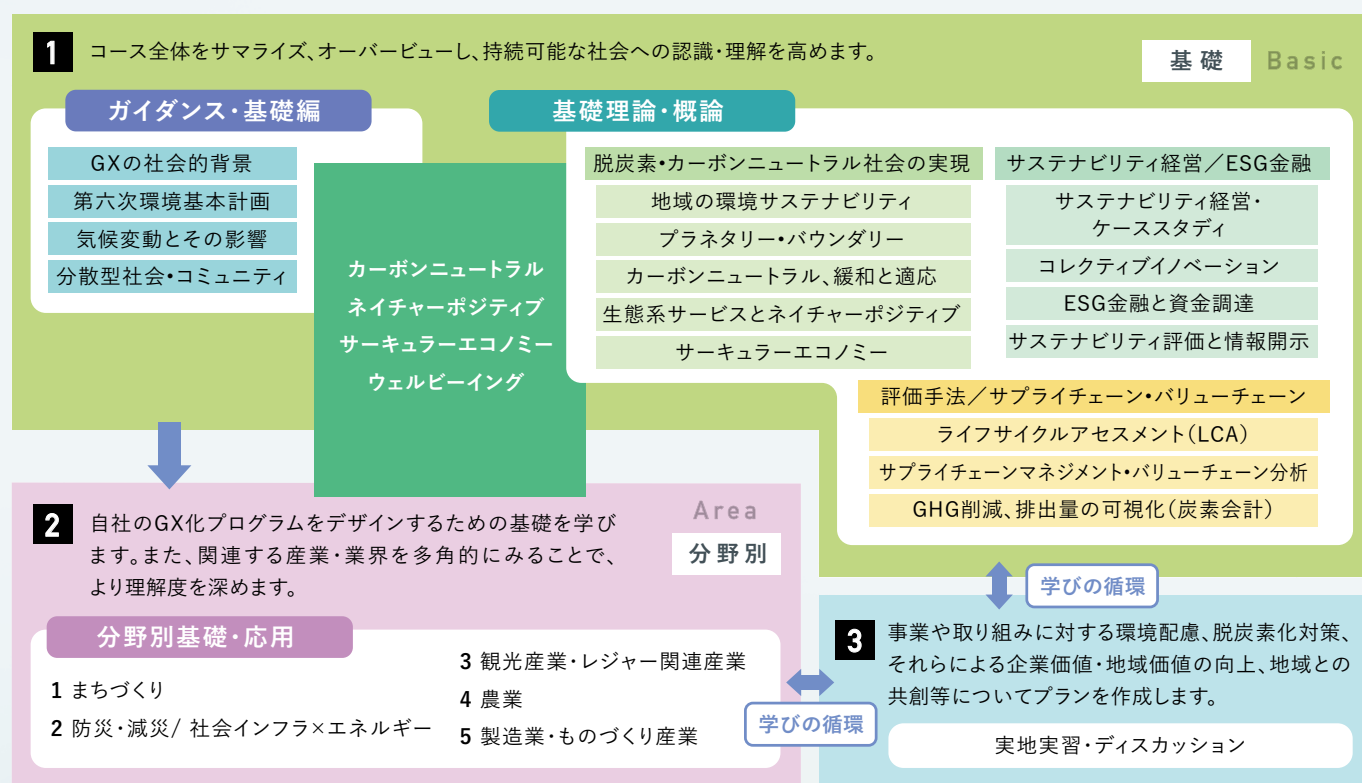 1
コース全体をサマライズ、オーバービューし、持続可能な社会への認識・理解を高めます。
基礎 Basic
ガイダンス・基礎編
GXの社会的背景
第六次環境基本計画
気候変動とその影響
分散型社会・コミュニティ
カーボンニュートラル
ネイチャーポジティブ
サーキュラーエコノミー
ウェルビーイング
基礎理論・概論
脱炭素・カーボンニュートラル社会の実現
地域の環境サステナビリティ
プラネタリー・バウンダリー
カーボンニュートラル、緩和と適応
生態系サービスとネイチャーポジティブ
サーキュラーエコノミー
サステナビリティ経営／ESG金融
サステナビリティ経営・
ケーススタディ
コレクティブイノベーション
ESG金融と資金調達
サステナビリティ評価と情報開示
評価手法／サプライチェーン・バリューチェーン
ライフサイクルアセスメント（LCA）
サプライチェーンマネジメント・バリューチェーン分析
GHG削減、排出量の可視化（炭素会計）
2
自社のGX化プログラムをデザインするための基礎を学び
ます。また、関連する産業・業界を多角的にみることで、
より理解度を深めます。
Area
分野別
分野別基礎・応用
1 まちづくり
2 防災・減災/ 社会インフラ×エネルギー
3 観光産業・レジャー関連産業
4 農業
5 製造業・ものづくり産業
学びの循環
学びの循環
3
事業や取り組みに対する環境配慮、脱炭素化対策、
それらによる企業価値・地域価値の向上、地域との
共創等についてプランを作成します。
実地実習・ディスカッション